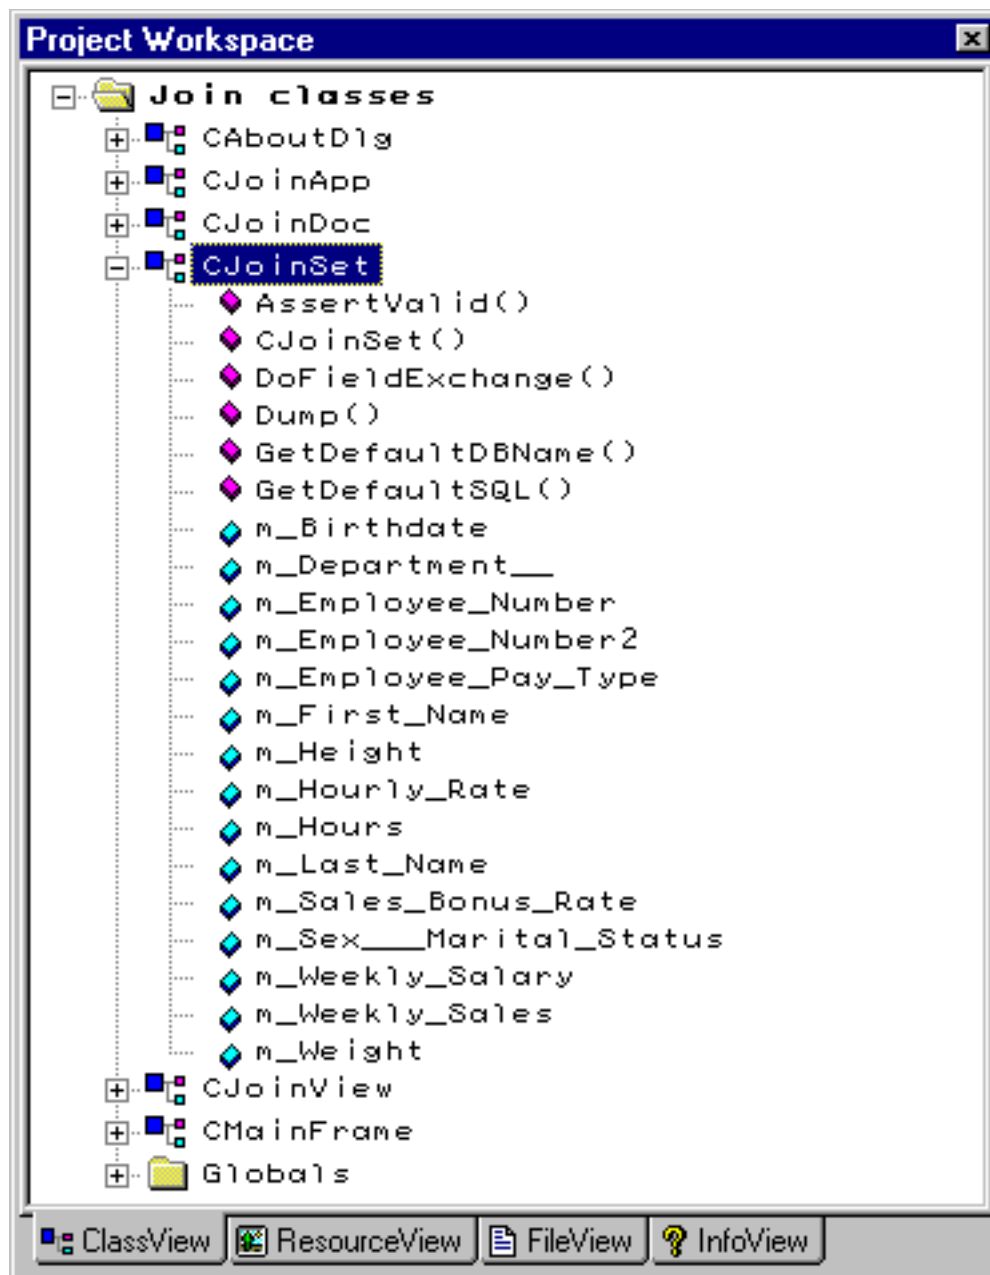 Project Workspace
Join classes
CAboutDlg
CJoinApp
CJoinDoc
CJoinSet
AssertValid()
CJoinSet()
DoFieldExchange()
Dump()
GetDefaultDBName()
GetDefaultSQL()
m_Birthdate
m_Department__
m_Employee_Number
m_Employee_Number2
m_Employee_Pay_Type
m_First_Name
m_Height
m_Hourly_Rate
m_Hours
m_Last_Name
m_Sales_Bonus_Rate
m_Sex___Marital_Status
m_Weekly_Salary
m_Weekly_Sales
m_Weight
CJoinView
CMainFrame
Globals
ClassView ResourceView FileView InfoView